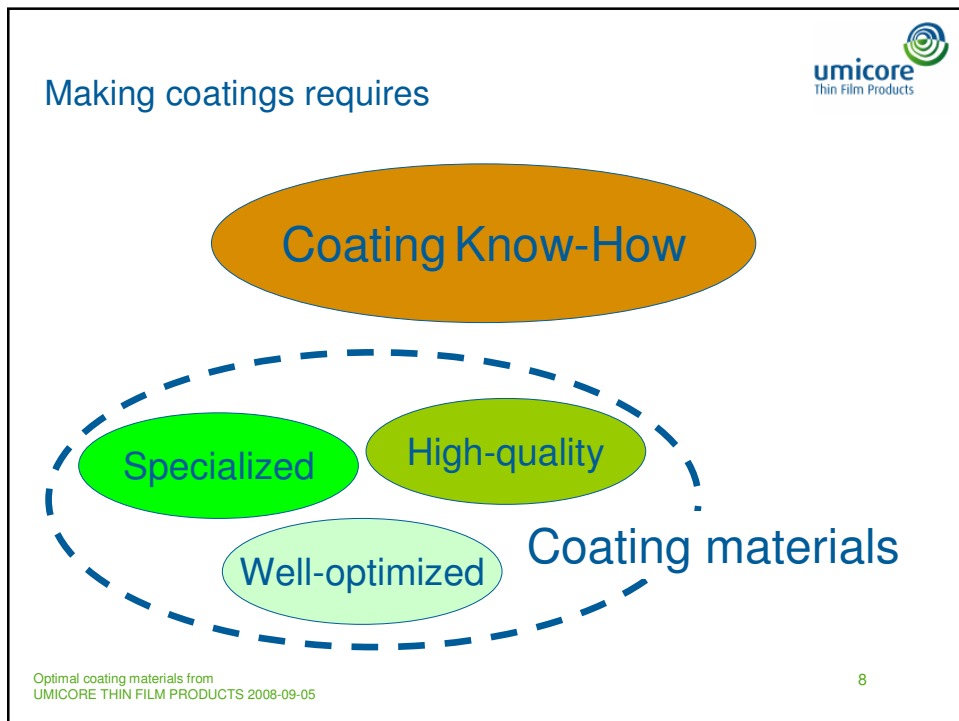 umicore
Thin Film Products
Making coatings requires
Coating Know-How
Specialized
High-quality
Well-optimized
Coating materials
Optimal coating materials from
UMICORE THIN FILM PRODUCTS 2008-09-05
8